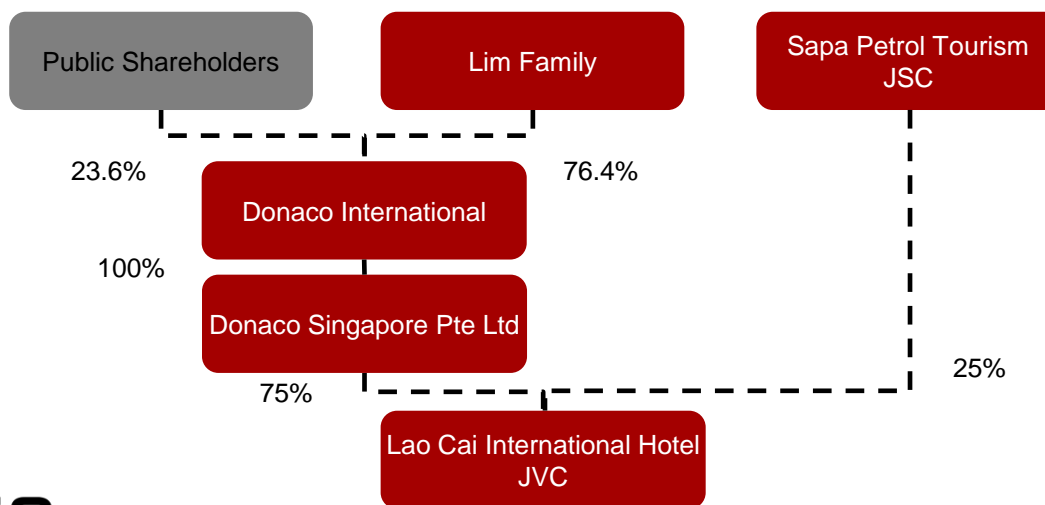 Public Shareholders
Lim Family
Sapa Petrol Tourism
JSC
23.6%
76.4%
Donaco International
100%
Donaco Singapore Pte Ltd
75%
25%
Lao Cai International Hotel
JVC